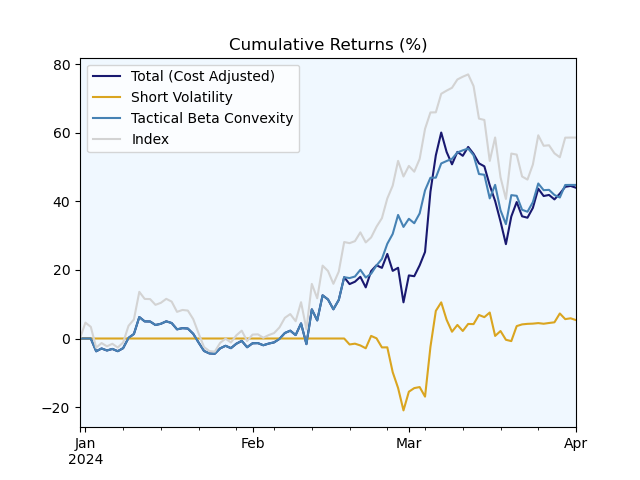 Cumulative Returns (%)
80
60
40
20
0
−20
Total (Cost Adjusted)
Short Volatility
Tactical Beta Convexity
Index
Jan
2024
Feb
Mar
Apr